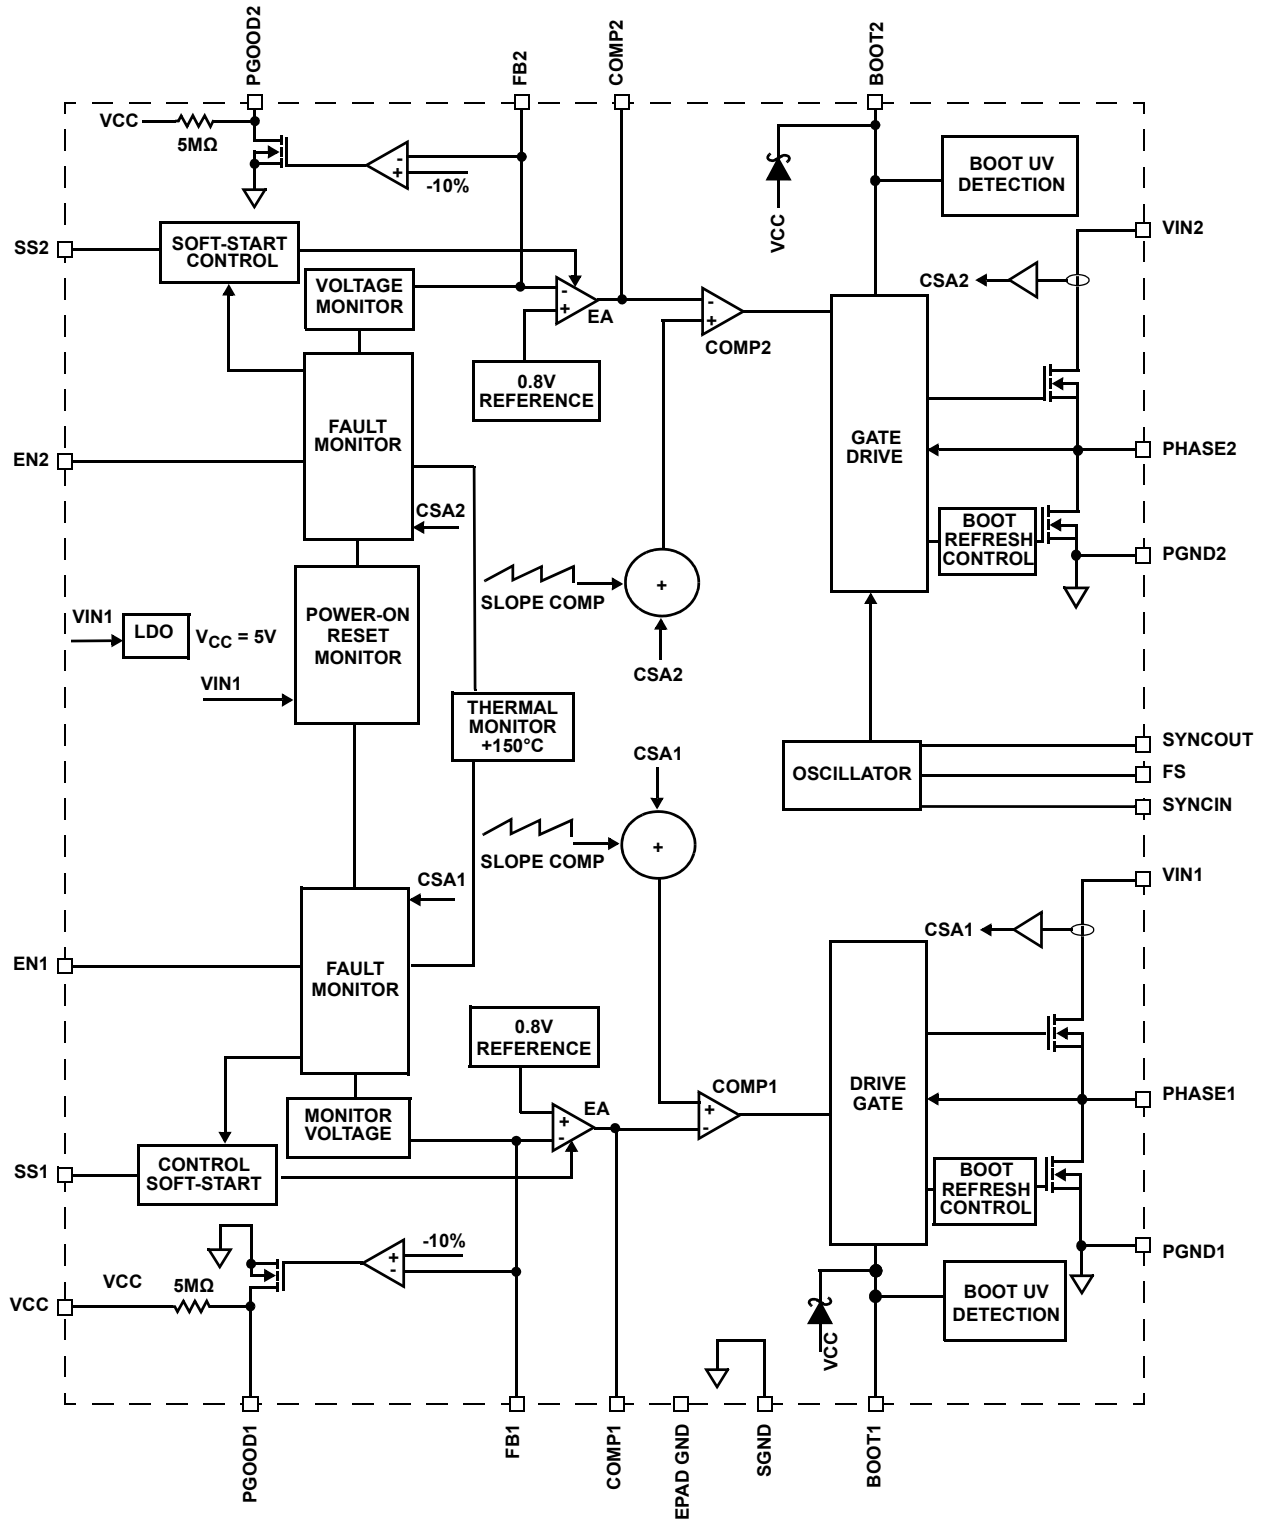 PGOOD2
FB2
COMP2
BOOT2
VCC
5MΩ
-
+
-10%
VCC
BOOT UV
DETECTION
SS2
SOFT-START
CONTROL
VIN2
VOLTAGE
MONITOR
-
+
EA
-
+
COMP2
CSA2
0.8V
REFERENCE
FAULT
MONITOR
GATE
DRIVE
EN2
PHASE2
CSA2
BOOT
REFRESH
CONTROL
PGND2
SLOPE COMP
+
CSA2
VIN1
LDO
VCC = 5V
POWER-ON
RESET
MONITOR
VIN1
THERMAL
MONITOR
+150°C
CSA1
OSCILLATOR
SYNCOUT
FS
SYNCIN
SLOPE COMP
+
CSA1
VIN1
CSA1
EN1
FAULT
MONITOR
0.8V
REFERENCE
COMP1
+
-
DRIVE
GATE
PHASE1
MONITOR
VOLTAGE
EA
+
-
SS1
CONTROL
SOFT-START
BOOT
REFRESH
CONTROL
-10%
+
-
PGND1
VCC
VCC
5MΩ
VCC
BOOT UV
DETECTION
PGOOD1
FB1
COMP1
EPAD GND
SGND
BOOT1